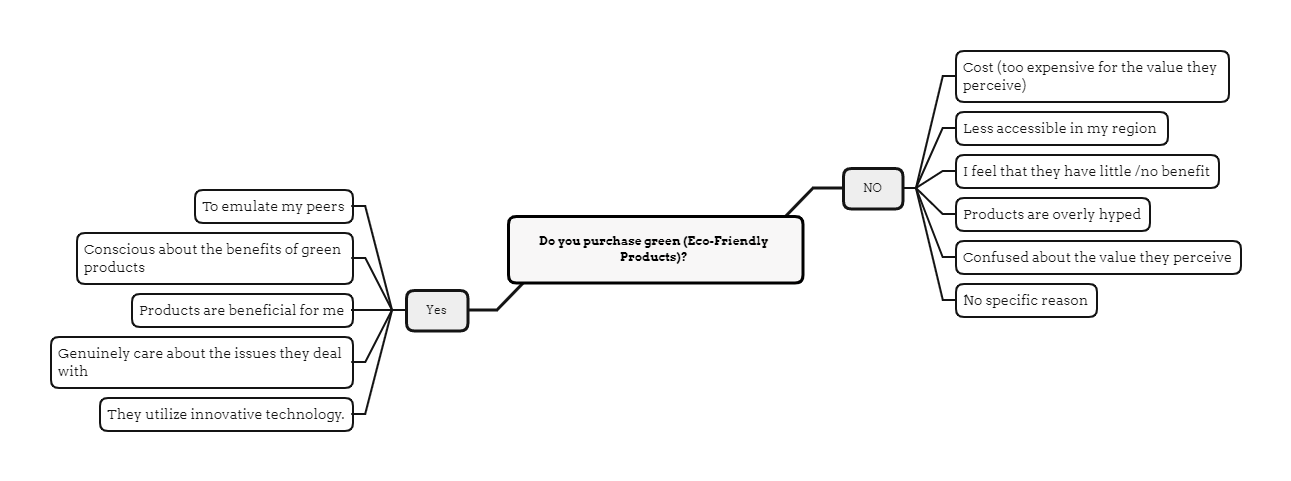 Do you purchase green (Eco-Friendly
Products)?
Yes
To emulate my peers
Conscious about the benefits of green
products
Products are beneficial for me
Genuinely care about the issues they deal
with
They utilize innovative technology.
NO
Cost (too expensive for the value they
perceive)
Less accessible in my region
I feel that they have little /no benefit
Products are overly hyped
Confused about the value they perceive
No specific reason